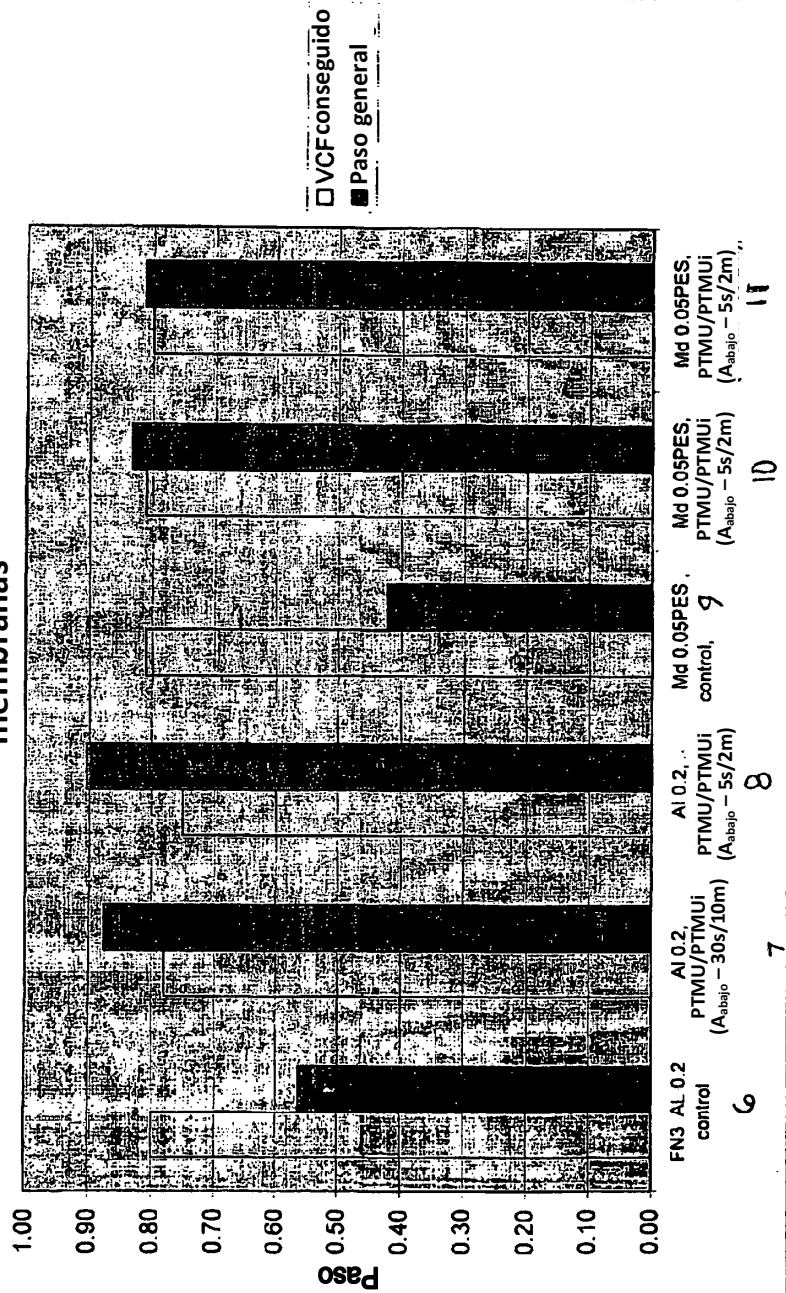 membranas
1.00
0.90
0.80
0.70
0.60
0.50
0.40
0.30
0.20
0.10
0.00
Paso
FN3 AL 0.2
control
6
Al 0.2,
PTMU/PTMUi
(Aabajo – 30s/10m)
7
Al 0.2,
PTMU/PTMUi
(Aabajo – 5s/2m)
8
Md 0.05PES ,
control,
9
Md 0.05PES,
PTMU/PTMUi
(Aabajo – 5s/2m)
10
Md 0.05PES,
PTMU/PTMUi
(Aabajo – 5s/2m)
11
VCF conseguido
Paso general